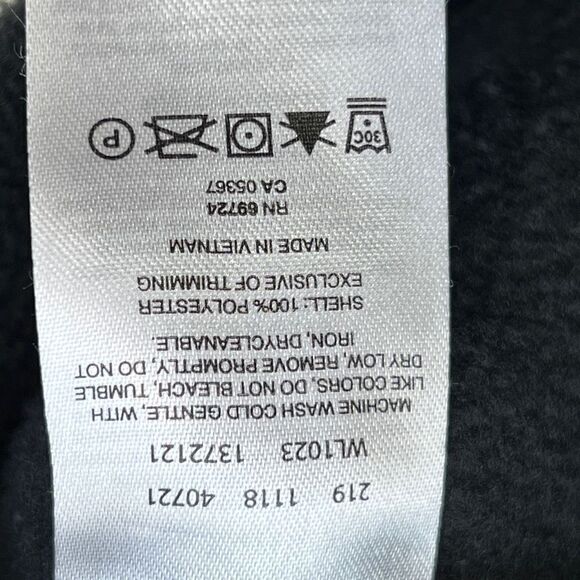 219 1118 40721
WL1023 1372121
MACHINE WASH COLD GENTLE, WITH
LIKE COLORS, DO NOT BLEACH, TUMBLE
DRY LOW, REMOVE PROMPTLY, DO NOT
IRON, DRYCLEANABLE.
SHELL: 100% POLYESTER
EXCLUSIVE OF TRIMMING
MADE IN VIETNAM
RN 69724
CA 05367
30C P